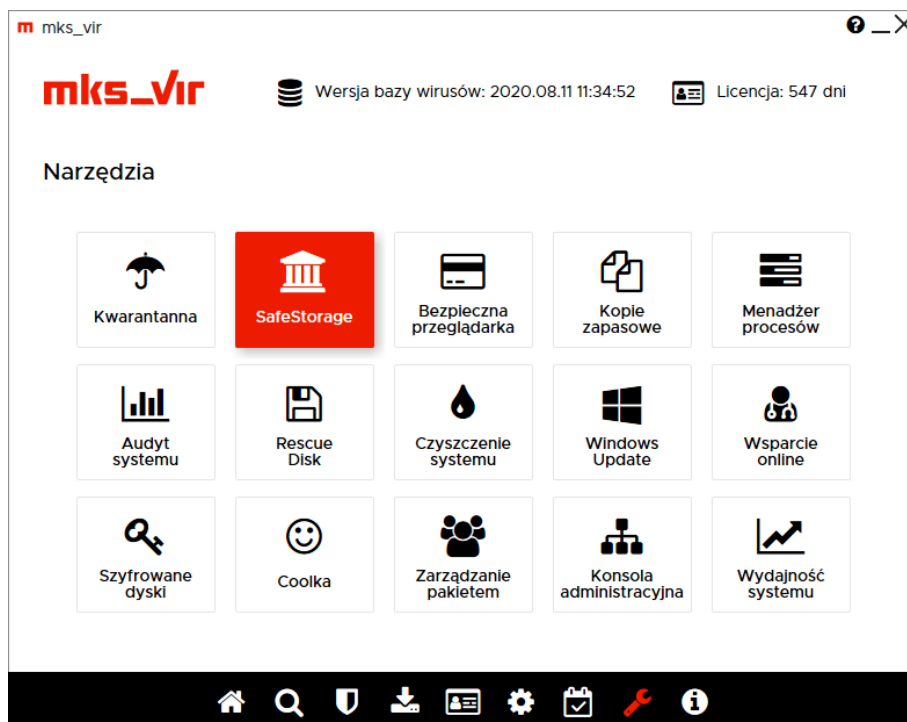 mks_vir
mks_vir
Wersja bazy wirusów: 2020.08.11 11:34:52
Licencja: 547 dni
Narzędzia
Kwarantanna
SafeStorage
Bezpieczna
przeglądarka
Kopie
zapasowe
Menadżer
procesów
Audyt
systemu
Rescue
Disk
Czyszczenie
systemu
Windows
Update
Wsparcie
online
Szyfrowane
dyski
Coolka
Zarządzanie
pakietem
Konsola
administracyjna
Wydajność
systemu